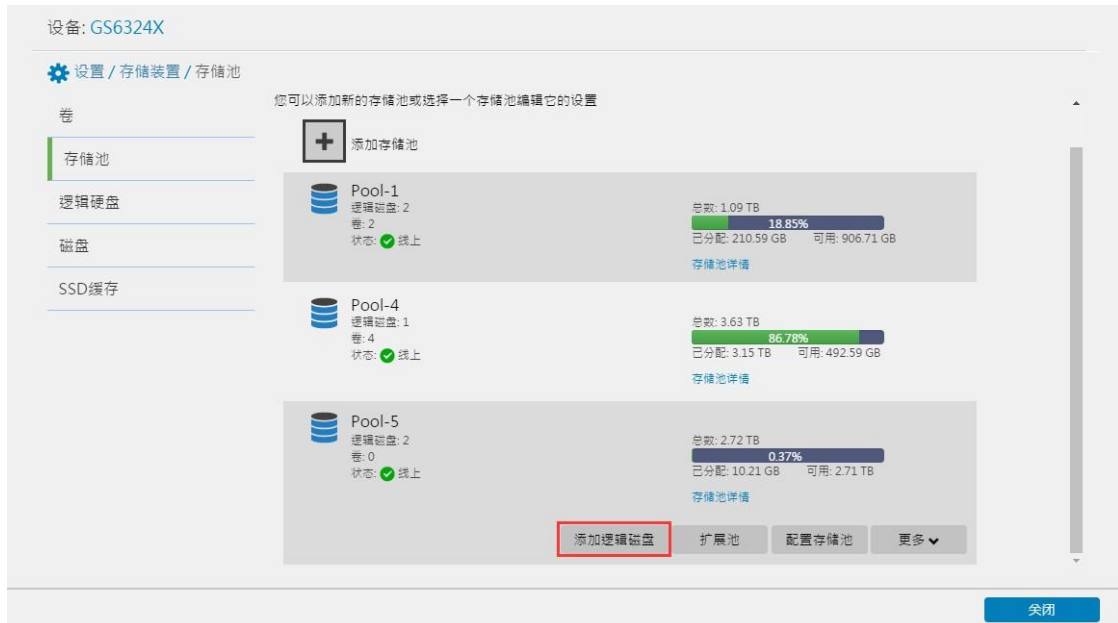 设备: GS6324X
设置 / 存储装置 / 存储池
卷
存储池
逻辑硬盘
磁盘
SSD缓存
您可以添加新的存储池或选择一个存储池编辑它的设置
添加存储池
Pool-1
逻辑磁盘: 2
卷: 2
状态: 线上
总数: 1.09 TB
18.85%
已分配: 210.59 GB 可用: 906.71 GB
存储池详情
Pool-4
逻辑磁盘: 1
卷: 4
状态: 线上
总数: 3.63 TB
86.78%
已分配: 3.15 TB 可用: 492.59 GB
存储池详情
Pool-5
逻辑磁盘: 2
卷: 0
状态: 线上
总数: 2.72 TB
0.37%
已分配: 10.21 GB 可用: 2.71 TB
存储池详情
添加逻辑磁盘 扩展池 配置存储池 更多
关闭